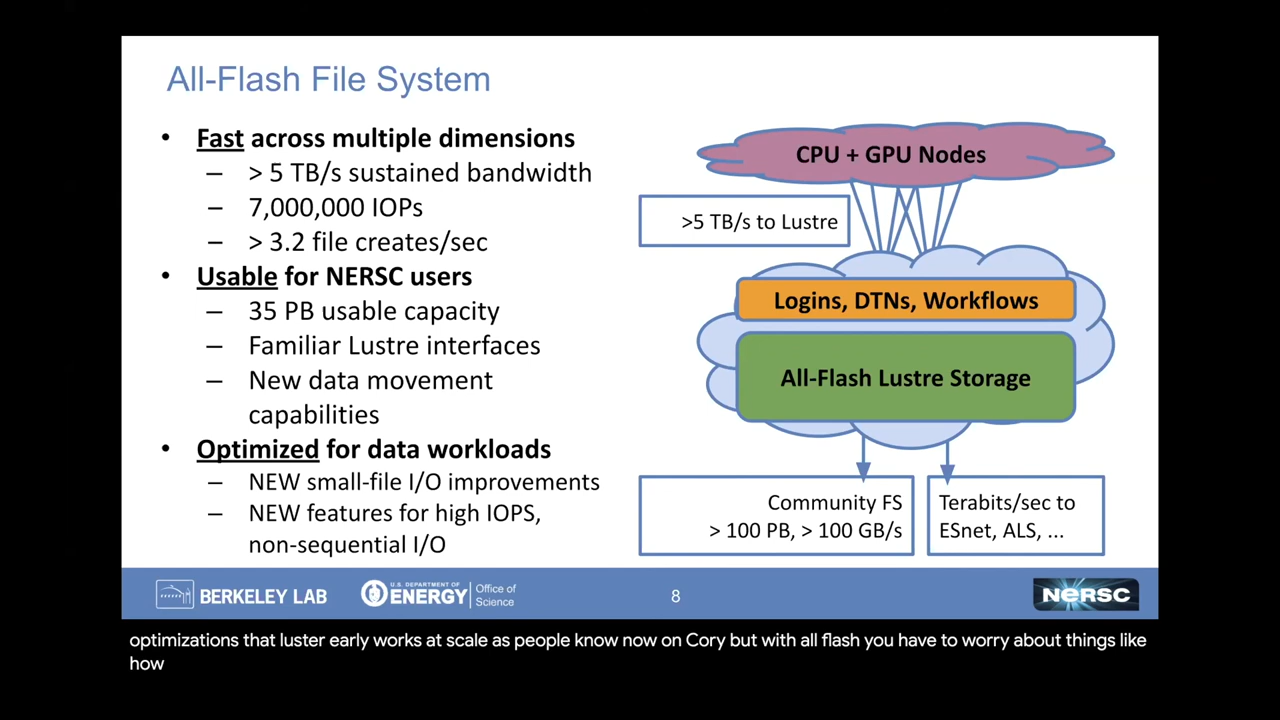 All-Flash File System
• Fast across multiple dimensions
– > 5 TB/s sustained bandwidth
– 7,000,000 IOPs
– > 3.2 file creates/sec
• Usable for NERSC users
– 35 PB usable capacity
– Familiar Lustre interfaces
– New data movement
capabilities
• Optimized for data workloads
– NEW small-file I/O improvements
– NEW features for high IOPS,
non-sequential I/O
CPU + GPU Nodes
>5 TB/s to Lustre
Logins, DTNs, Workflows
All-Flash Lustre Storage
Community FS
> 100 PB, > 100 GB/s
Terabits/sec to
ESnet, ALS, ...
BERKELEY LAB
U.S. DEPARTMENT OF
ENERGY
Office of
Science
8
NERSC
optimizations that luster early works at scale as people know now on Cory but with all flash you have to worry about things like
how